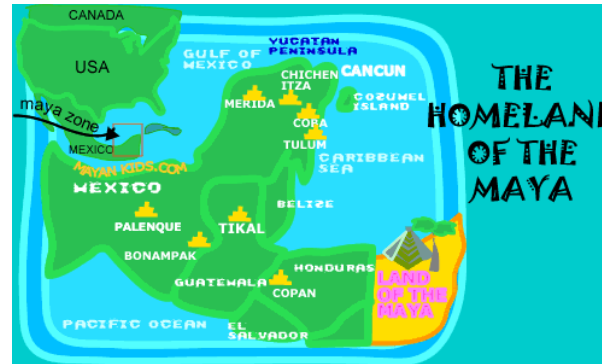 CANADA
USA
maya zone
MEXICO
MAYAN KIDS.COM
GULF OF
MEXICO
YUCATAN
PENINSULA
CHICHEN
ITZA
CANCUN
MERIDA
COZUMEL
ISLAND
COBA
TULUM
CARIBBEAN
SEA
MEXICO
BELIZE
PALENQUE
TIKAL
BONAMPAK
GUATEMALA
HONDURAS
COPAN
PACIFIC OCEAN
EL
SALVADOR
LAND
OF THE
MAYA
THE
HOMELAND
OF THE
MAYA